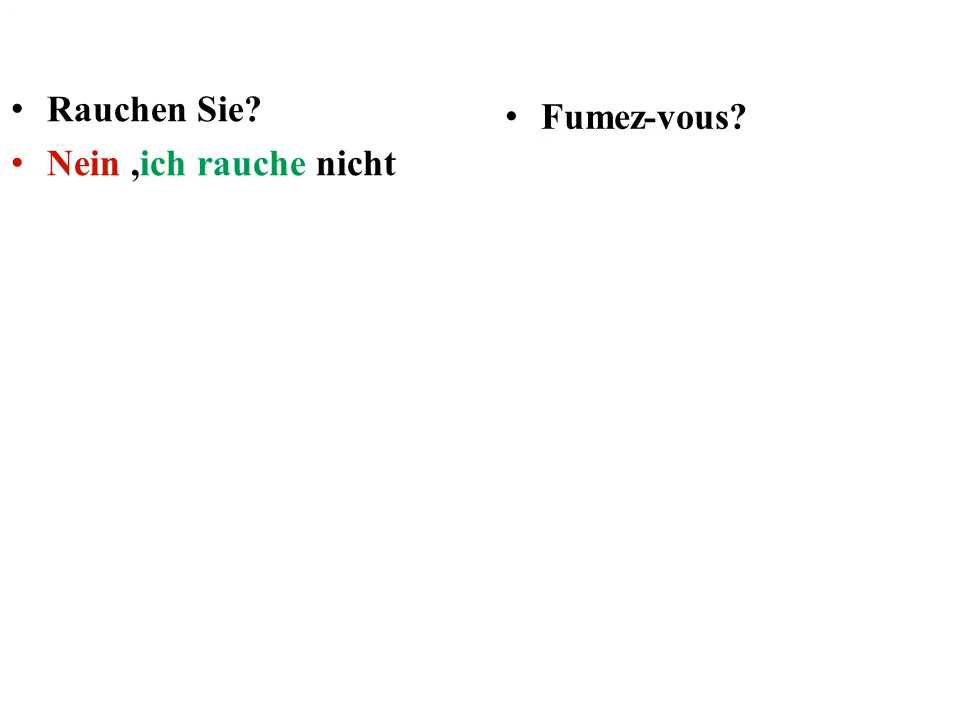 • Rauchen Sie?
• Nein ,ich rauche nicht
• Fumez-vous?